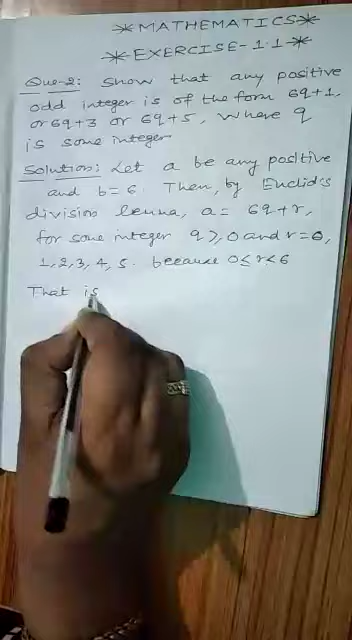 *MATHEMATICS*
*EXERCISE-1.1-*
Que-2: Show that any positive
odd integer is of the form 6q+1,
or 6q+3 or 6q+5, where q
is some integer
Solution: Let a be any positive
and b=6. Then, by Euclid's
division lemma, a= 6q+r,
for some integer q≥0 and r=0,
1,2,3,4,5. because 0≤r<6
That is